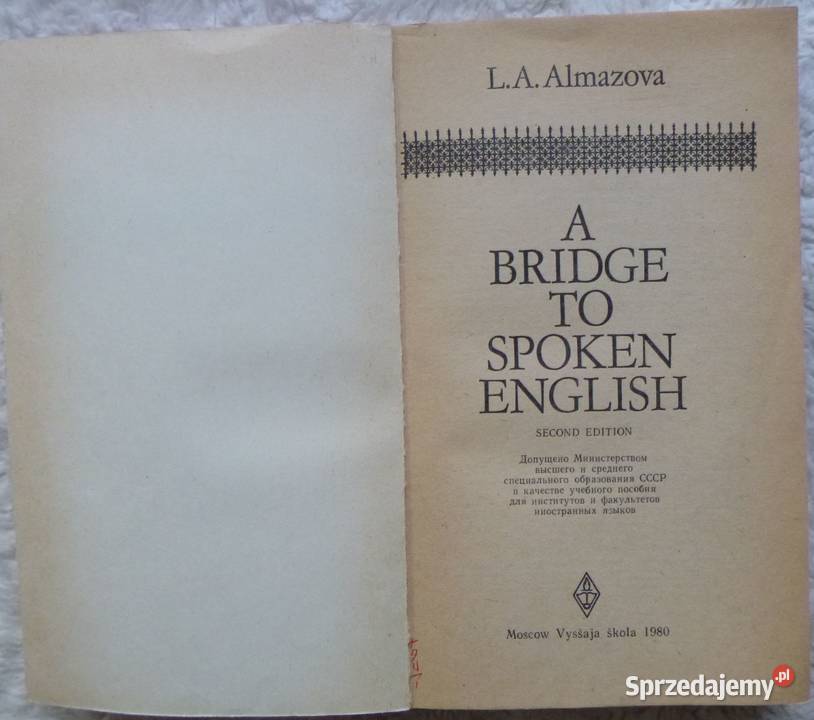 L.A.Almazova
A
BRIDGE
TO
SPOKEN
ENGLISH
SECOND EDITION
Допущено Министерством
высшего и среднего
специального образования СССР
в качестве учебного пособия
для институтов и факультетов
иностранных языков
Moscow Vysšaja škola 1980
Sprzedajemy.pl